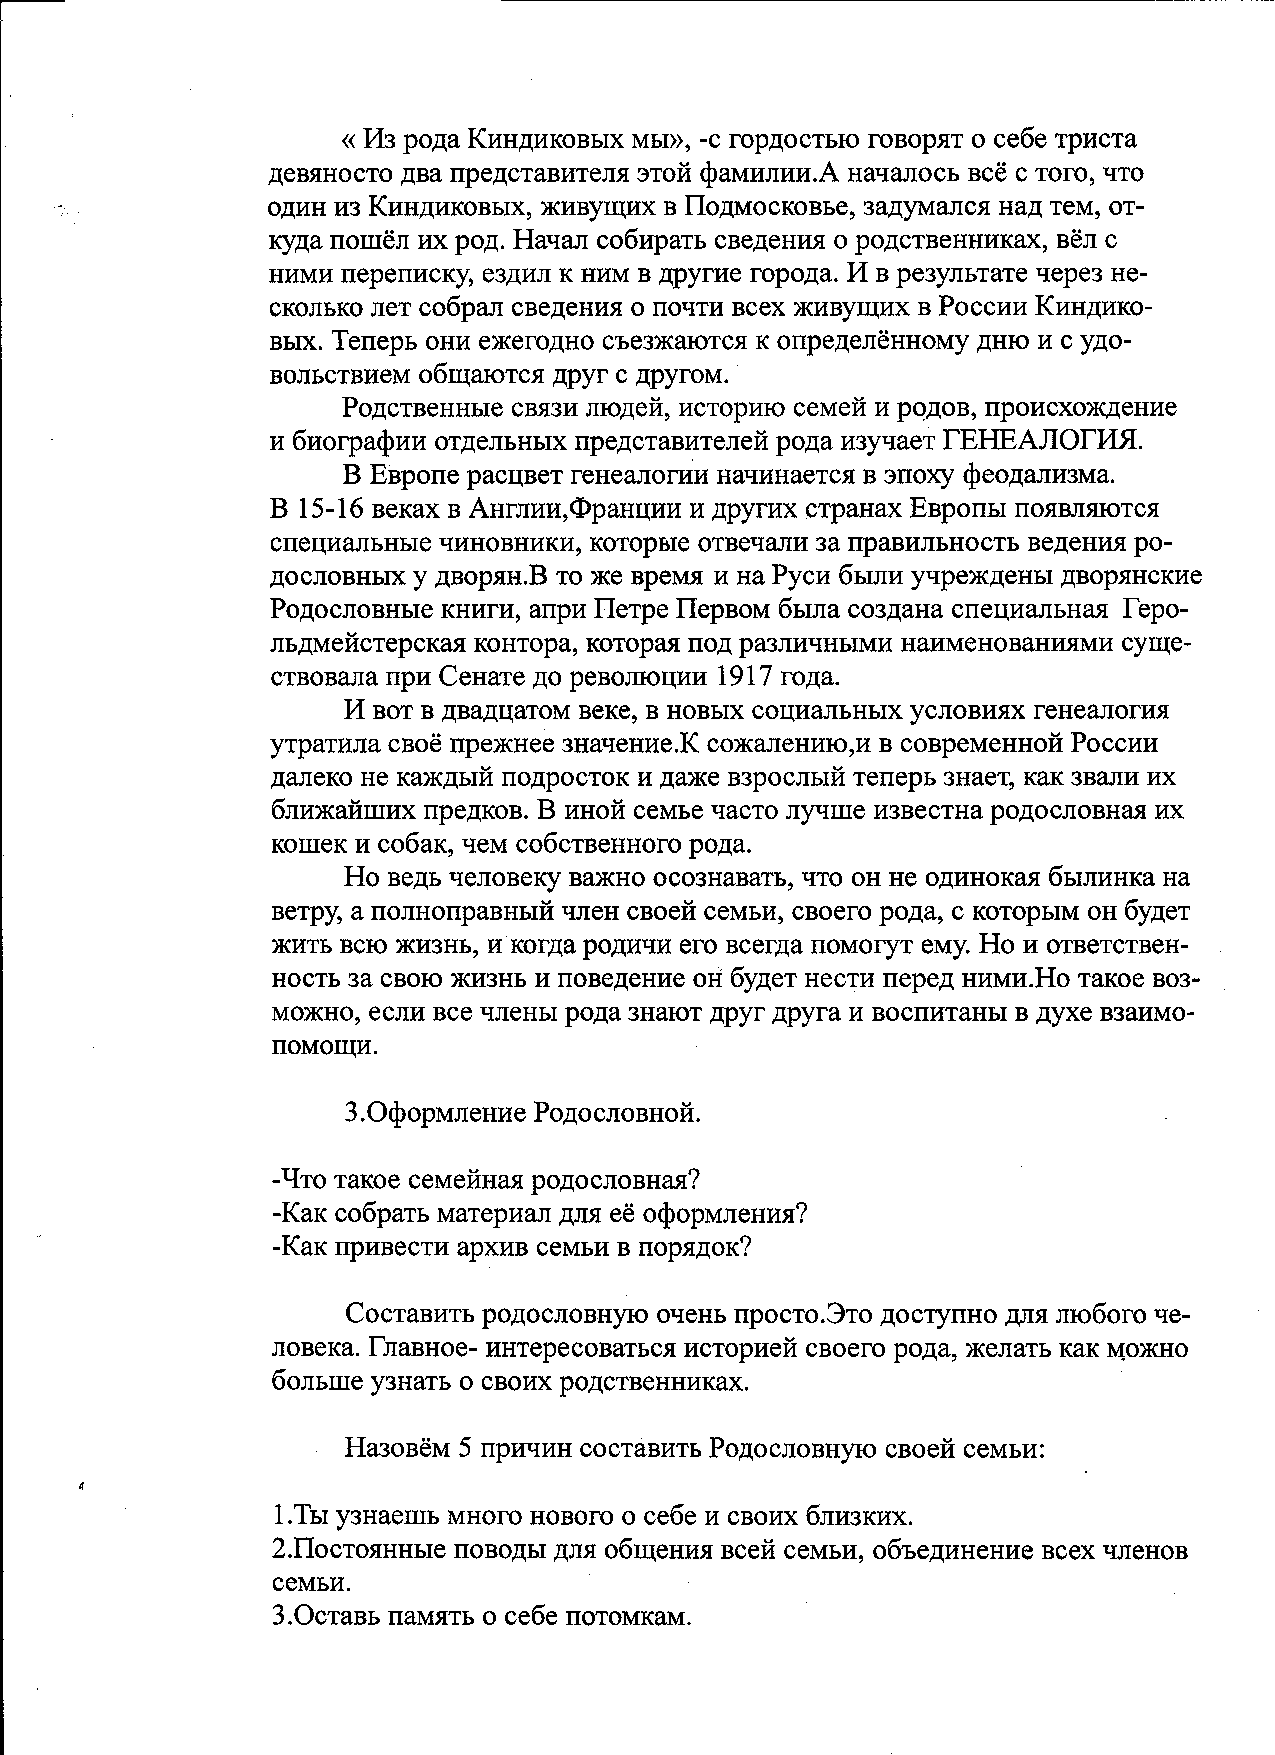 « Из рода Киндиковых мы», -с гордостью говорят о себе триста
девяносто два представителя этой фамилии.А началось всё с того, что
один из Киндиковых, живущих в Подмосковье, задумался над тем, от-
куда пошёл их род. Начал собирать сведения о родственниках, вёл с
ними переписку, ездил к ним в другие города. И в результате через не-
сколько лет собрал сведения о почти всех живущих в России Киндико-
вых. Теперь они ежегодно съезжаются к определённому дню и с удо-
вольствием общаются друг с другом.
Родственные связи людей, историю семей и родов, происхождение
и биографии отдельных представителей рода изучает ГЕНЕАЛОГИЯ.
В Европе расцвет генеалогии начинается в эпоху феодализма.
В 15-16 веках в Англии,Франции и других странах Европы появляются
специальные чиновники, которые отвечали за правильность ведения ро-
дословных у дворян.В то же время и на Руси были учреждены дворянские
Родословные книги, апри Петре Первом была создана специальная Геро-
льдмейстерская контора, которая под различными наименованиями суще-
ствовала при Сенате до революции 1917 года.
И вот в двадцатом веке, в новых социальных условиях генеалогия
утратила своё прежнее значение.К сожалению,и в современной России
далеко не каждый подросток и даже взрослый теперь знает, как звали их
ближайших предков. В иной семье часто лучше известна родословная их
кошек и собак, чем собственного рода.
Но ведь человеку важно осознавать, что он не одинокая былинка на
ветру, а полноправный член своей семьи, своего рода, с которым он будет
жить всю жизнь, и когда родичи его всегда помогут ему. Но и ответствен-
ность за свою жизнь и поведение он будет нести перед ними.Но такое воз-
можно, если все члены рода знают друг друга и воспитаны в духе взаимо-
помощи.
3.Оформление Родословной.
-Что такое семейная родословная?
-Как собрать материал для её оформления?
-Как привести архив семьи в порядок?
Составить родословную очень просто.Это доступно для любого че-
ловека. Главное- интересоваться историей своего рода, желать как можно
больше узнать о своих родственниках.
Назовём 5 причин составить Родословную своей семьи:
1.Ты узнаешь много нового о себе и своих близких.
2.Постоянные поводы для общения всей семьи, объединение всех членов
семьи.
3.Оставь память о себе потомкам.